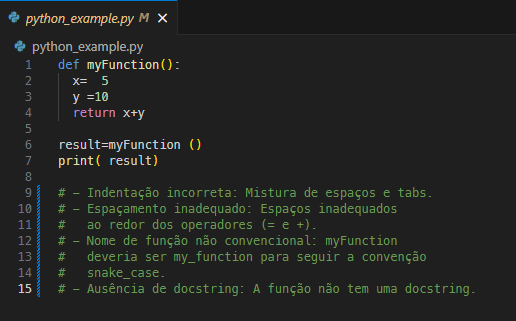 python_example.py M ×
python_example.py
1 def myFunction():
2   x=  5
3   y =10
4   return x+y
5
6 result=myFunction ()
7 print( result)
8
9 # – Indentação incorreta: Mistura de espaços e tabs.
10 # – Espaçamento inadequado: Espaços inadequados
11 #   ao redor dos operadores (= e +).
12 # – Nome de função não convencional: myFunction
13 #   deveria ser my_function para seguir a convenção
14 #   snake_case.
15 # – Ausência de docstring: A função não tem uma docstring.